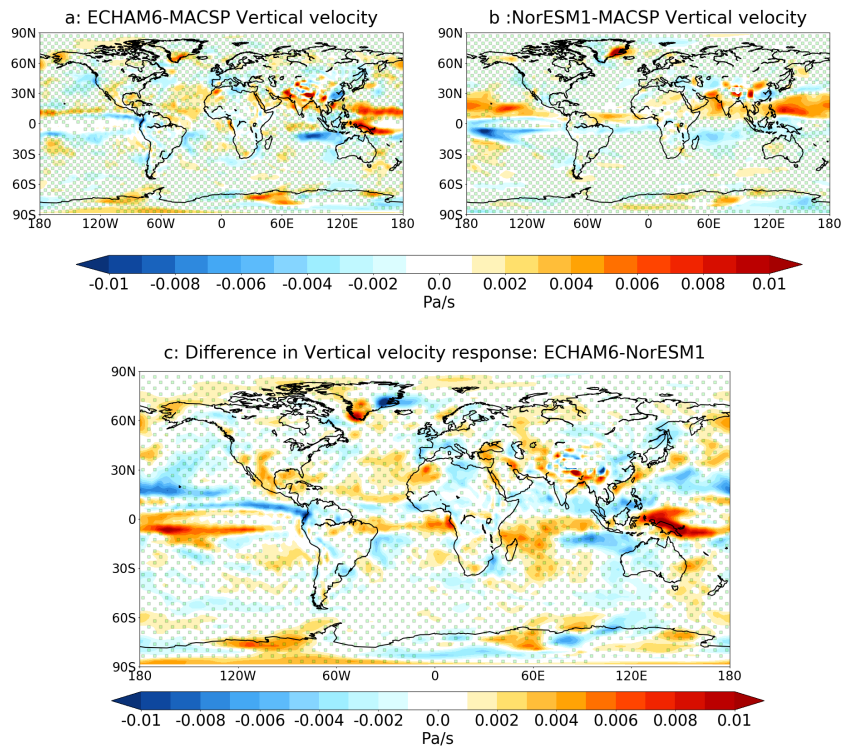 a: ECHAM6-MACSP Vertical velocity
b :NorESM1-MACSP Vertical velocity
90N
60N
30N
0
30S
60S
90S
180 120W 60W 0 60E 120E 180
90N
60N
30N
0
30S
60S
90S
180 120W 60W 0 60E 120E 180
-0.01 -0.008 -0.006 -0.004 -0.002 0.0 0.002 0.004 0.006 0.008 0.01
Pa/s
c: Difference in Vertical velocity response: ECHAM6-NorESM1
90N
60N
30N
0
30S
60S
90S
180 120W 60W 0 60E 120E 180
-0.01 -0.008 -0.006 -0.004 -0.002 0.0 0.002 0.004 0.006 0.008 0.01
Pa/s